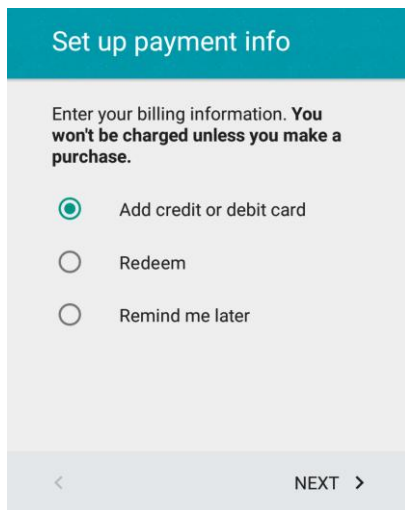 Set up payment info
Enter your billing information. You
won't be charged unless you make a
purchase.
Add credit or debit card
Redeem
Remind me later
NEXT